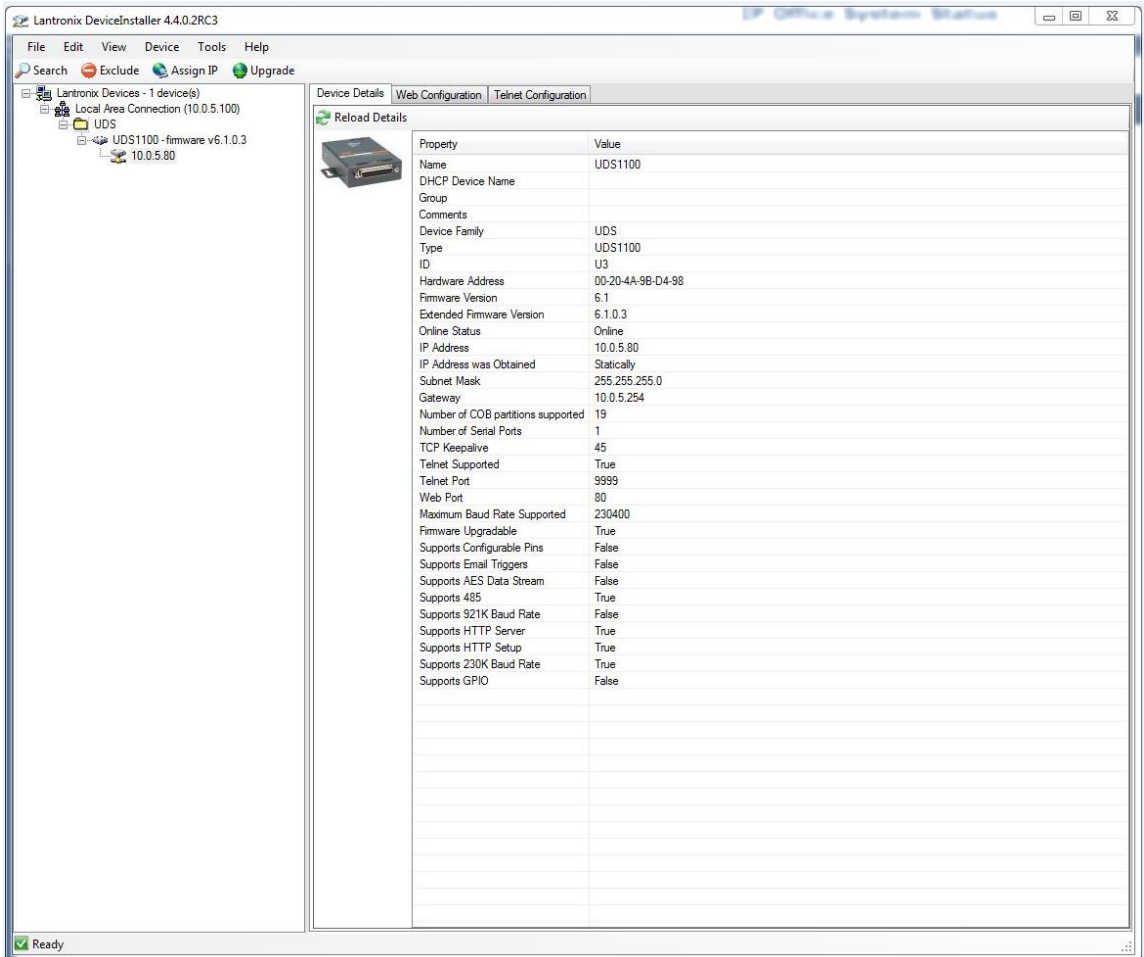 IP Office System Status
Lantronix DeviceInstaller 4.4.0.2RC3
File Edit View Device Tools Help
Search Exclude Assign IP Upgrade
Lantronix Devices - 1 device(s)
Local Area Connection (10.0.5.100)
UDS
UDS1100 - firmware v6.1.0.3
10.0.5.80
Device Details Web Configuration Telnet Configuration
Reload Details
Property Value
Name UDS1100
DHCP Device Name
Group
Comments
Device Family UDS
Type UDS1100
ID U3
Hardware Address 00-20-4A-9B-D4-98
Firmware Version 6.1
Extended Firmware Version 6.1.0.3
Online Status Online
IP Address 10.0.5.80
IP Address was Obtained Statically
Subnet Mask 255.255.255.0
Gateway 10.0.5.254
Number of COB partitions supported 19
Number of Serial Ports 1
TCP Keepalive 45
Telnet Supported True
Telnet Port 9999
Web Port 80
Maximum Baud Rate Supported 230400
Firmware Upgradable True
Supports Configurable Pins False
Supports Email Triggers False
Supports AES Data Stream False
Supports 485 True
Supports 921K Baud Rate False
Supports HTTP Server True
Supports HTTP Setup True
Supports 230K Baud Rate True
Supports GPIO False
Ready